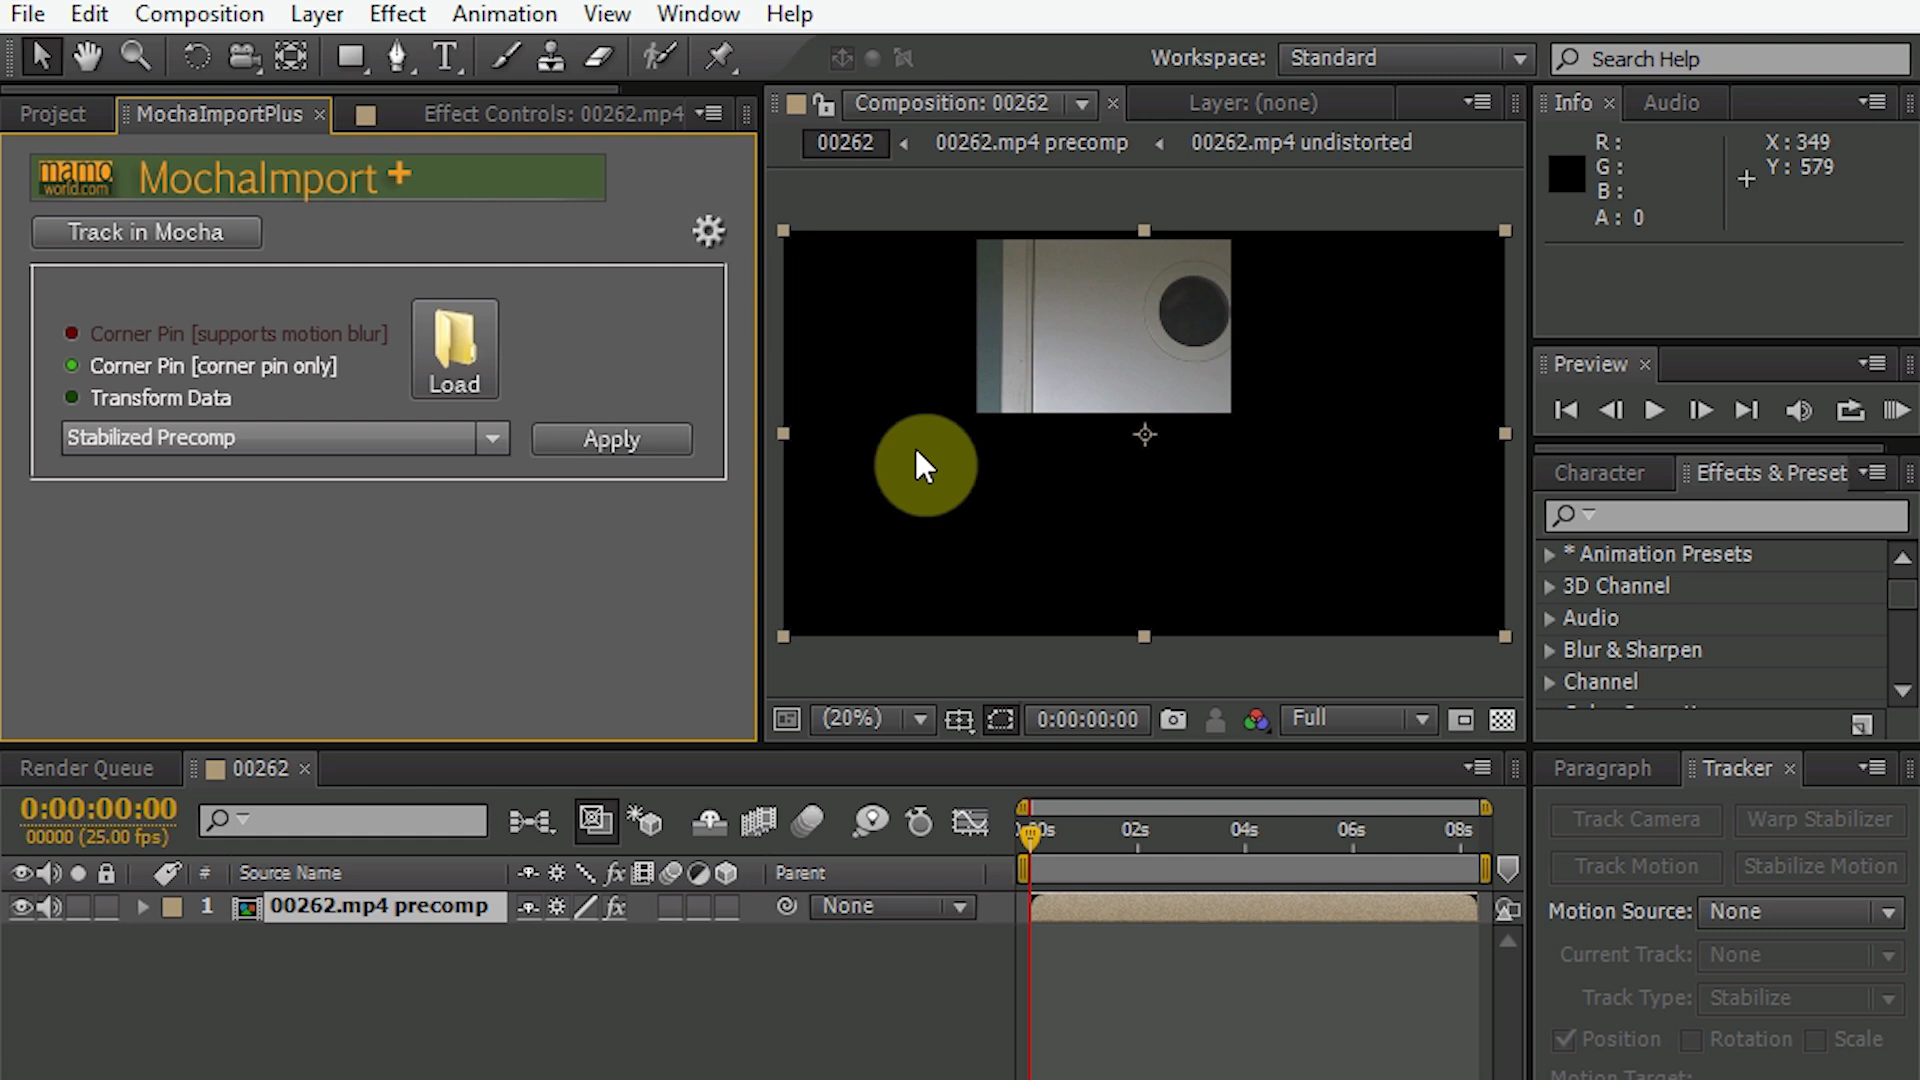 File Edit Composition Layer Effect Animation View Window Help
Workspace: Standard Search Help
Project MochaImportPlus × Effect Controls: 00262.mp4
Composition: 00262 × Layer: (none)
Info × Audio
00262 00262.mp4 precomp 00262.mp4 undistorted
R:
G:
B:
A: 0
X: 349
Y: 579
mamo
world.com
MochaImport +
Track in Mocha
Corner Pin [supports motion blur]
Corner Pin [corner pin only]
Transform Data
Load
Stabilized Precomp
Apply
Preview ×
Character Effects & Preset
* Animation Presets
3D Channel
Audio
Blur & Sharpen
Channel
(20%) 0:00:00:00 Full
Render Queue 00262 ×
Paragraph Tracker ×
0:00:00:00
00000 (25.00 fps)
02s 04s 06s 08s
# Source Name fx Parent
1 00262.mp4 precomp fx None
Track Camera Warp Stabilizer
Track Motion Stabilize Motion
Motion Source: None
Current Track: None
Track Type: Stabilize
Position Rotation Scale